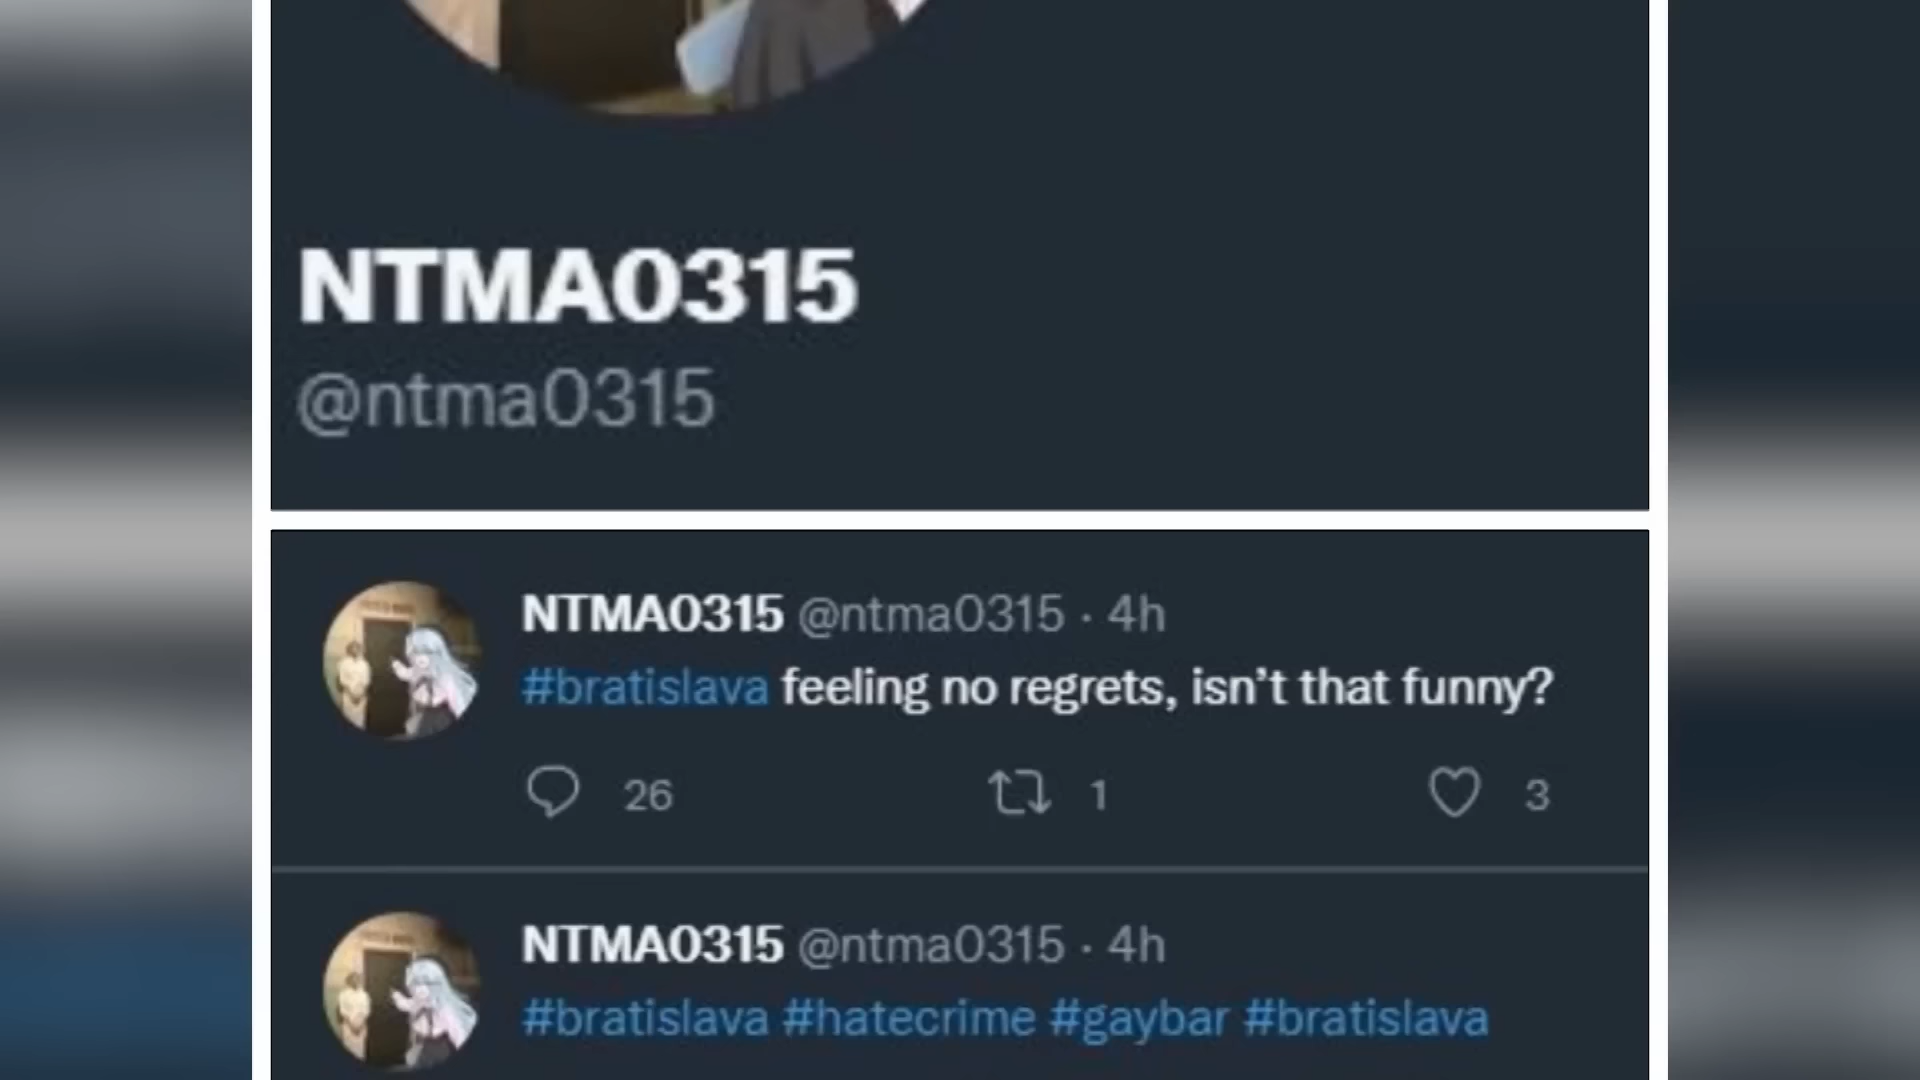 NTMA0315
@ntma0315
NTMA0315 @ntma0315 · 4h
#bratislava feeling no regrets, isn’t that funny?
26 1 3
NTMA0315 @ntma0315 · 4h
#bratislava #hatecrime #gaybar #bratislava